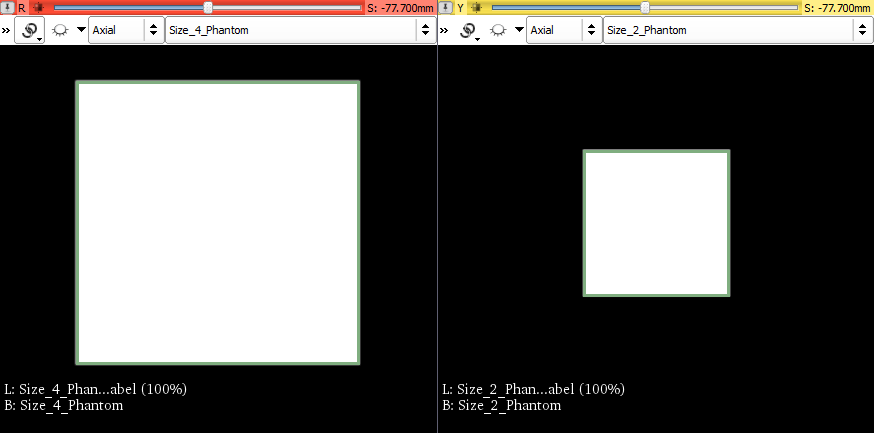 R S: -77.700mm
Y S: -77.700mm
» Axial Size_4_Phantom
» Axial Size_2_Phantom
L: Size_4_Phan...abel (100%)
B: Size_4_Phantom
L: Size_2_Phan...abel (100%)
B: Size_2_Phantom